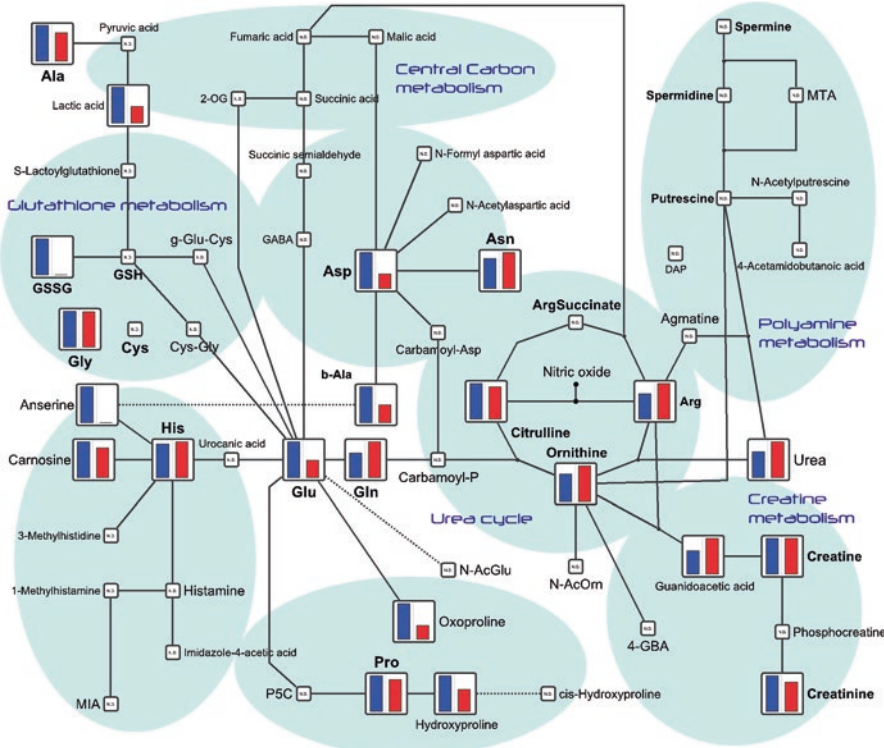 Pyruvic acid
Fumaric acid
Malic acid
Spermine
Ala
Central Carbon
metabolism
Lactic acid
2-OG
Succinic acid
Spermidine
MTA
Succinic semialdehyde
N-Formyl aspartic acid
S-Lactoylglutathione
N-Acetylputrescine
Glutathione metabolism
N-Acetylaspartic acid
Putrescine
g-Glu-Cys
GABA
Asn
GSSG
GSH
Asp
DAP
4-Acetamidobutanoic acid
ArgSuccinate
Agmatine
Polyamine
metabolism
Gly
Cys
Cys-Gly
Carbamoyl-Asp
b-Ala
Nitric oxide
Anserine
Arg
His
Citrulline
Carnosine
Urocanic acid
Ornithine
Glu
Gln
Carbamoyl-P
Urea
Urea cycle
Creatine
metabolism
3-Methylhistidine
N-AcGlu
N-AcOrn
Guanidoacetic acid
Creatine
1-Methylhistamine
Histamine
Oxoproline
4-GBA
Phosphocreatine
Imidazole-4-acetic acid
Pro
MIA
P5C
cis-Hydroxyproline
Creatinine
Hydroxyproline